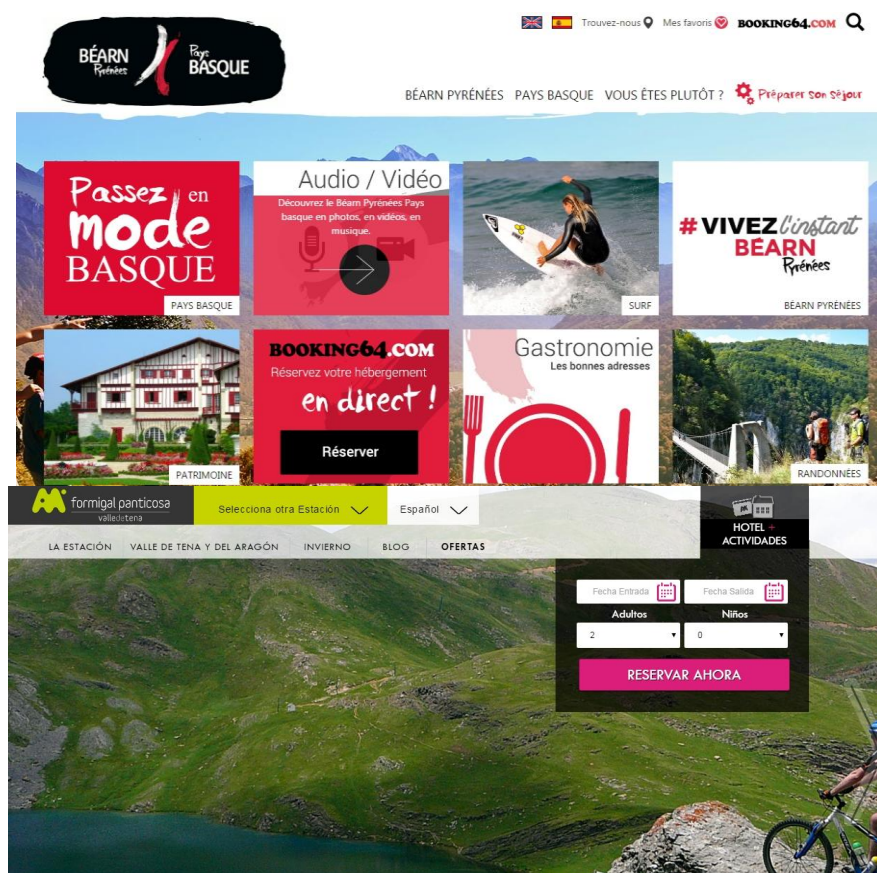 Trouvez-nous Mes favoris BOOKING64.COM
BÉARN
Pyrénées
Pays
BASQUE
BÉARN PYRÉNÉES PAYS BASQUE VOUS ÊTES PLUTÔT ? Préparer son séjour
Passez en
mode
BASQUE
PAYS BASQUE
Audio / Vidéo
Découvrez le Béarn Pyrénées Pays
basque en photos, en vidéos, en
musique.
SURF
# VIVEZ l'instant
BÉARN
Pyrénées
BÉARN PYRÉNÉES
PATRIMOINE
BOOKING64.COM
Réservez votre hébergement
en direct !
Réserver
Gastronomie
Les bonnes adresses
RANDONNÉES
formigal panticosa
valledetena
Selecciona otra Estación
Español
HOTEL +
ACTIVIDADES
LA ESTACIÓN VALLE DE TENA Y DEL ARAGÓN INVIERNO BLOG OFERTAS
Fecha Entrada Fecha Salida
Adultos Niños
2 0
RESERVAR AHORA